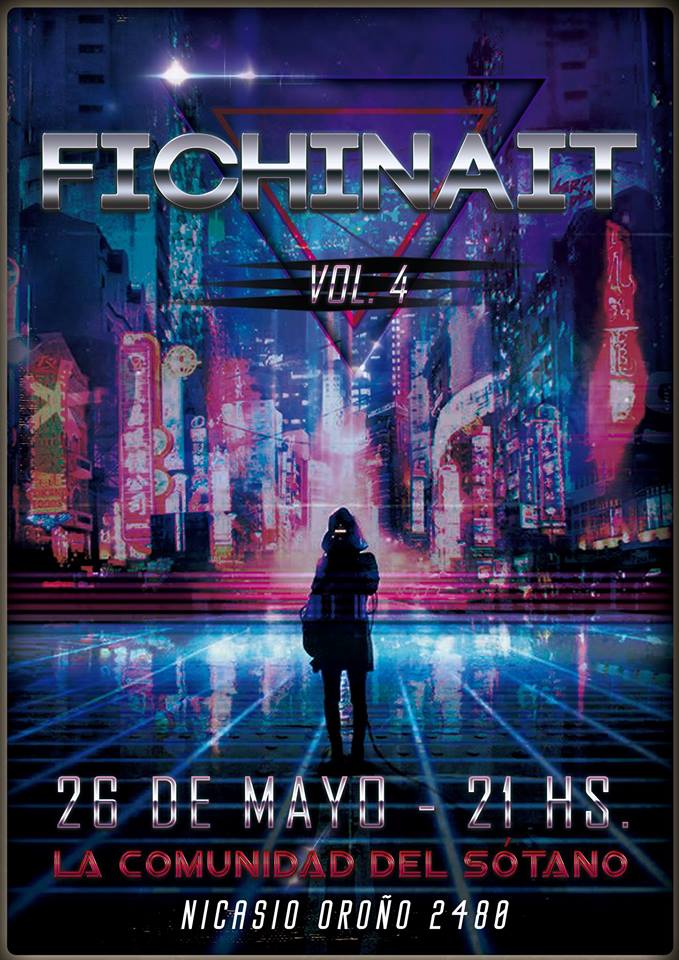 FICHINAIT
VOL. 4
26 DE MAYO - 21 HS.
LA COMUNIDAD DEL SÓTANO
NICASIO OROÑO 2480